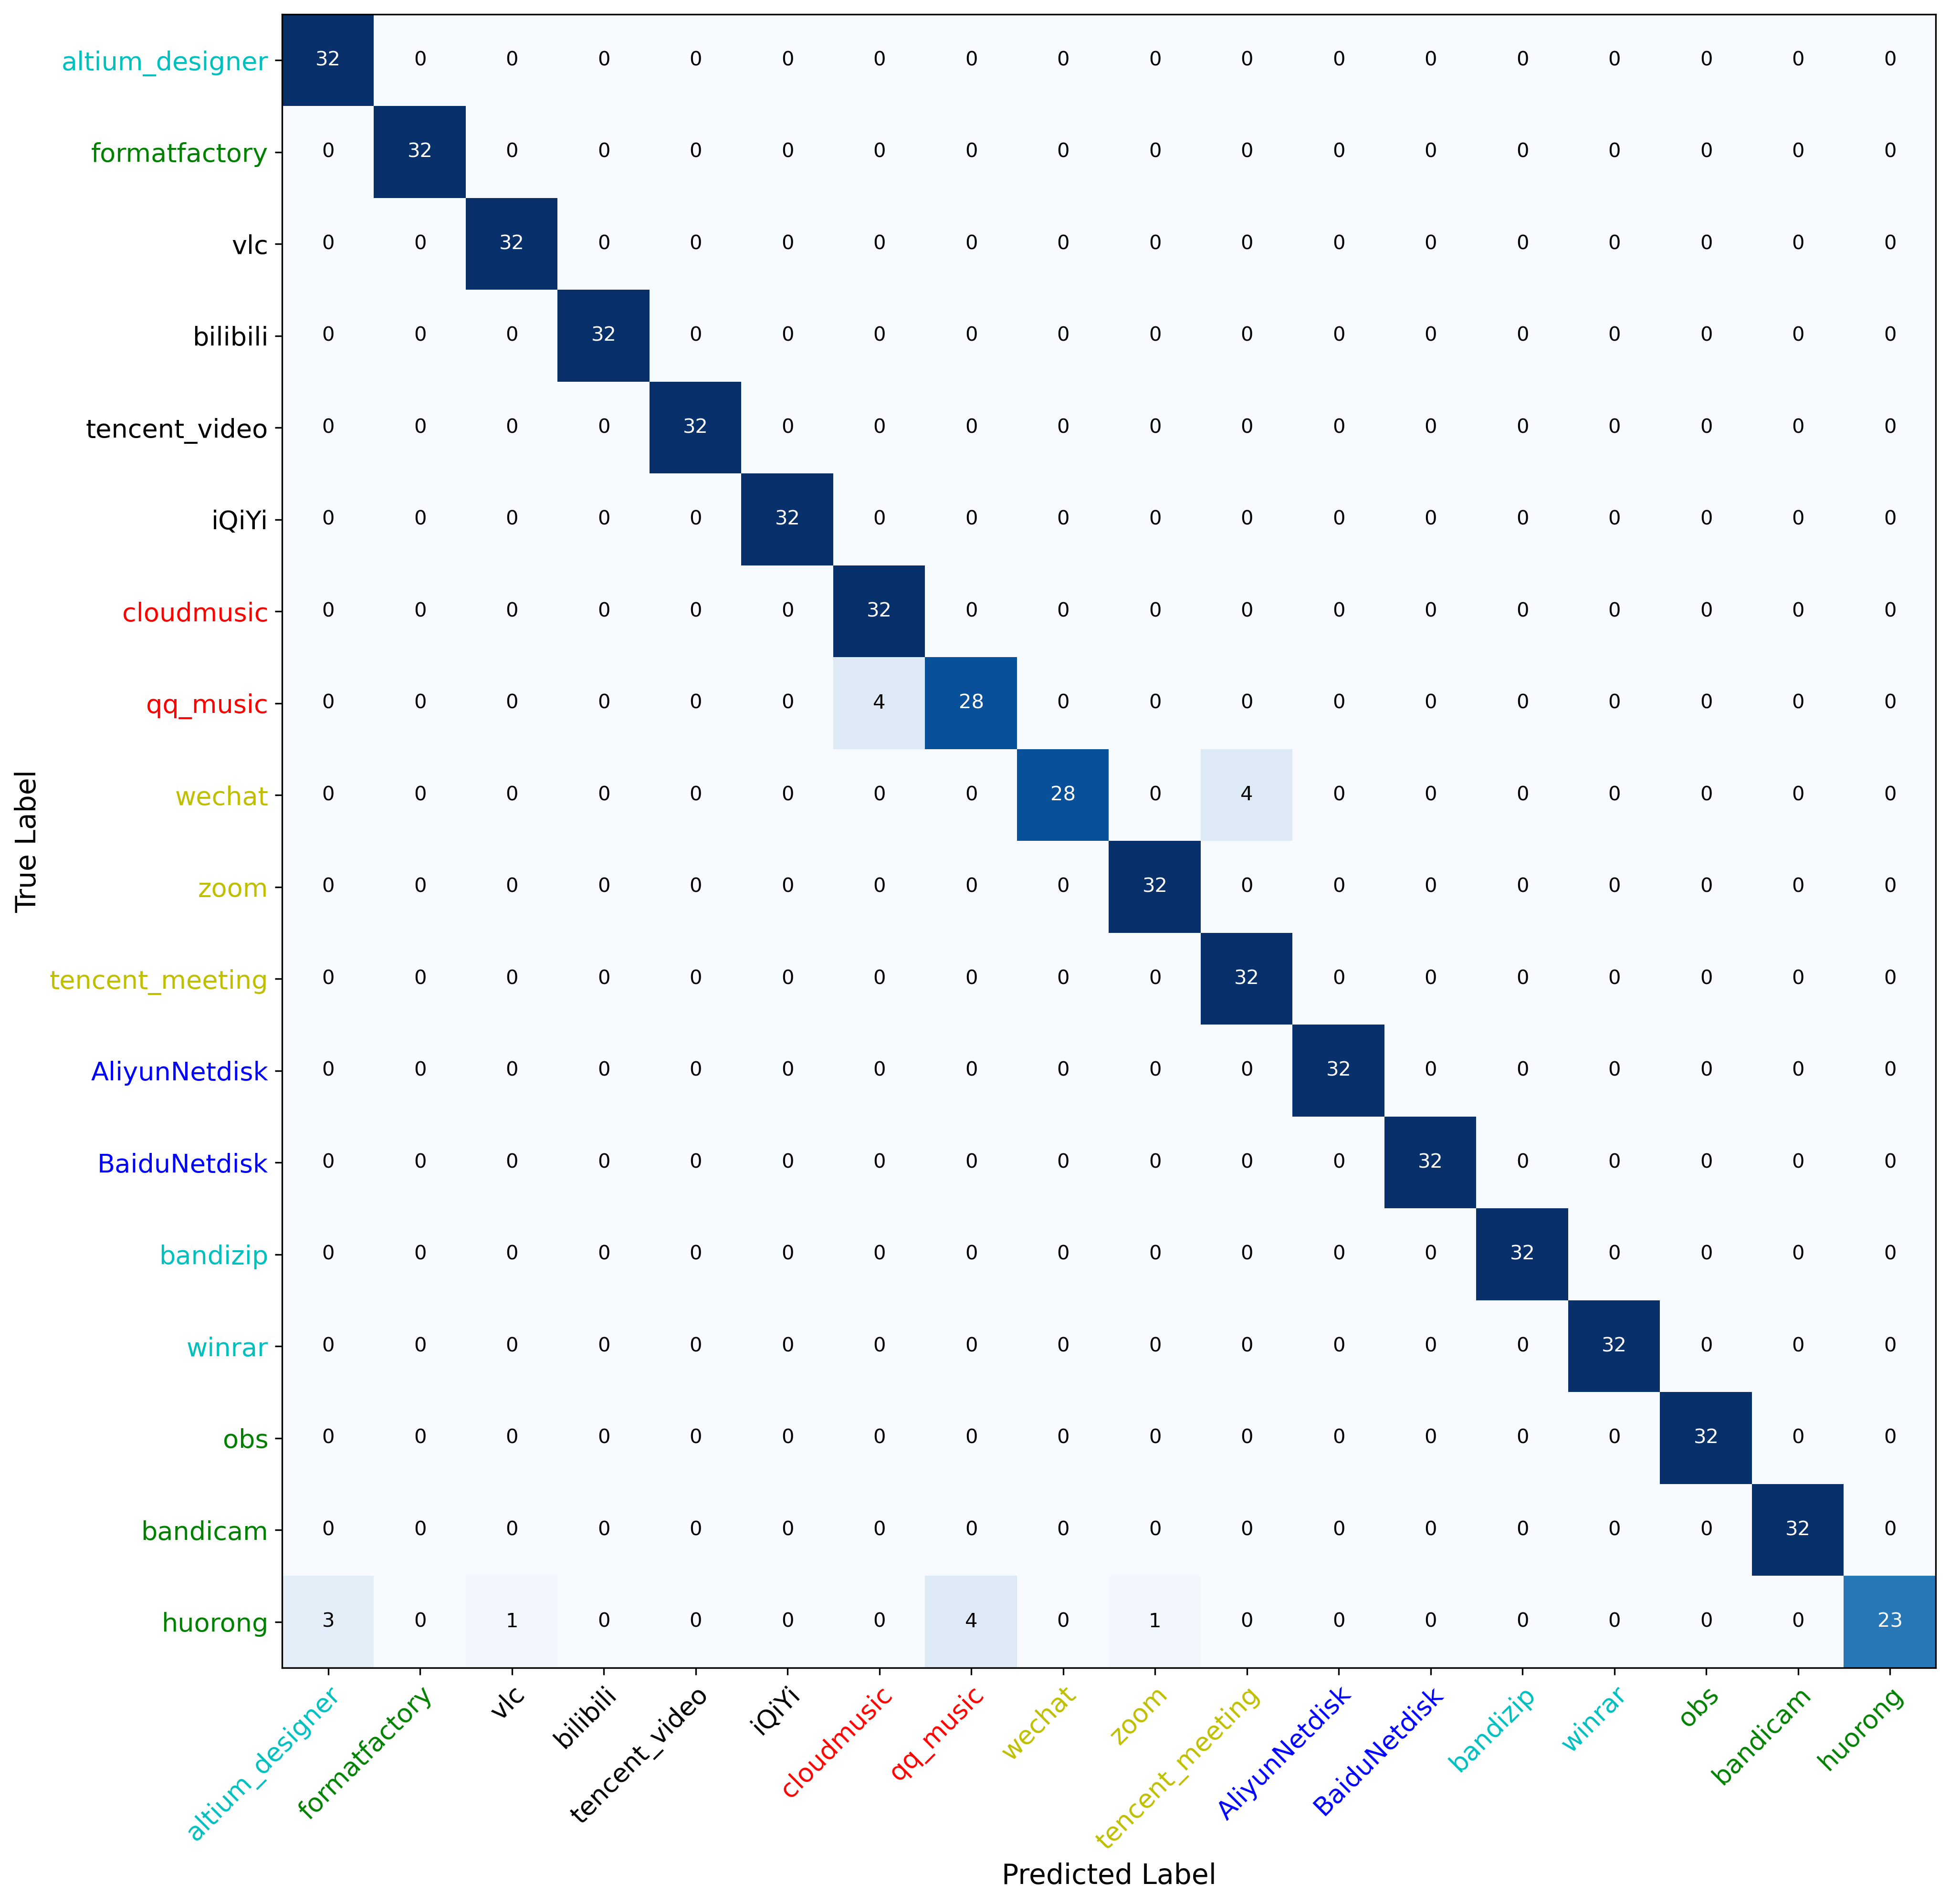 altium_designer 32 0 0 0 0 0 0 0 0 0 0 0 0 0 0 0 0 0
formatfactory 0 32 0 0 0 0 0 0 0 0 0 0 0 0 0 0 0 0
vlc 0 0 32 0 0 0 0 0 0 0 0 0 0 0 0 0 0 0
bilibili 0 0 0 32 0 0 0 0 0 0 0 0 0 0 0 0 0 0
tencent_video 0 0 0 0 32 0 0 0 0 0 0 0 0 0 0 0 0 0
iQiYi 0 0 0 0 0 32 0 0 0 0 0 0 0 0 0 0 0 0
cloudmusic 0 0 0 0 0 0 32 0 0 0 0 0 0 0 0 0 0 0
qq_music 0 0 0 0 0 0 4 28 0 0 0 0 0 0 0 0 0 0
wechat 0 0 0 0 0 0 0 0 28 0 4 0 0 0 0 0 0 0
zoom 0 0 0 0 0 0 0 0 0 32 0 0 0 0 0 0 0 0
tencent_meeting 0 0 0 0 0 0 0 0 0 0 32 0 0 0 0 0 0 0
AliyunNetdisk 0 0 0 0 0 0 0 0 0 0 0 32 0 0 0 0 0 0
BaiduNetdisk 0 0 0 0 0 0 0 0 0 0 0 0 32 0 0 0 0 0
bandizip 0 0 0 0 0 0 0 0 0 0 0 0 0 32 0 0 0 0
winrar 0 0 0 0 0 0 0 0 0 0 0 0 0 0 32 0 0 0
obs 0 0 0 0 0 0 0 0 0 0 0 0 0 0 0 32 0 0
bandicam 0 0 0 0 0 0 0 0 0 0 0 0 0 0 0 0 32 0
huorong 3 0 1 0 0 0 0 4 0 1 0 0 0 0 0 0 0 23
True Label
altium_designer
formatfactory
vlc
bilibili
tencent_video
iQiYi
cloudmusic
qq_music
wechat
zoom
tencent_meeting
AliyunNetdisk
BaiduNetdisk
bandizip
winrar
obs
bandicam
huorong
Predicted Label